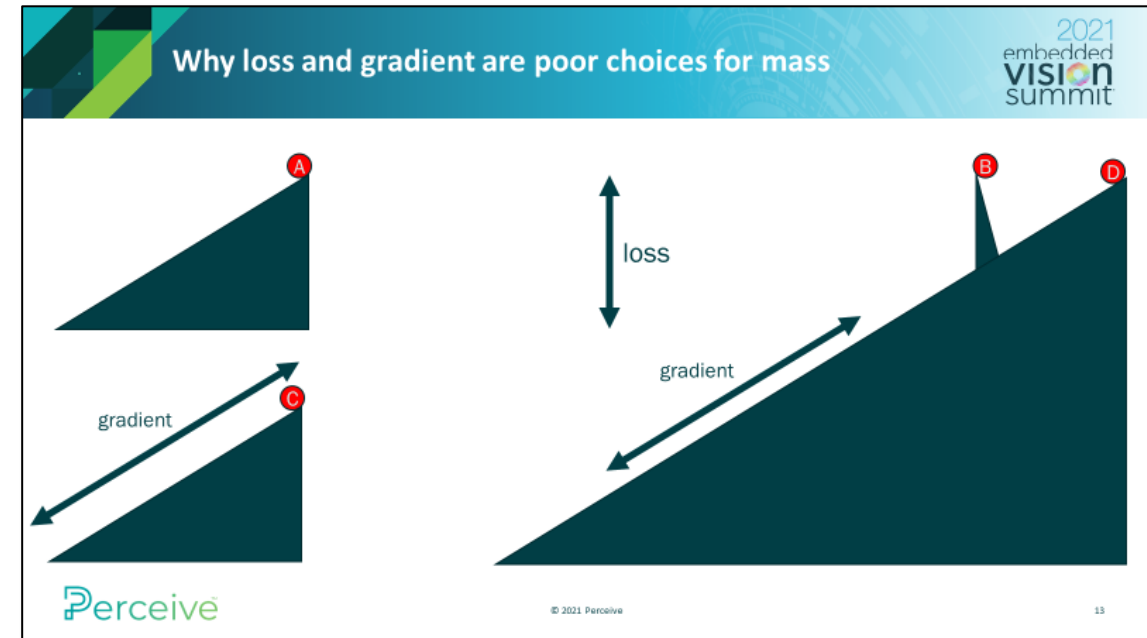 Why loss and gradient are poor choices for mass
2021
embedded
VISION
summit
A
B
D
loss
gradient
gradient
C
Perceive
© 2021 Perceive
13